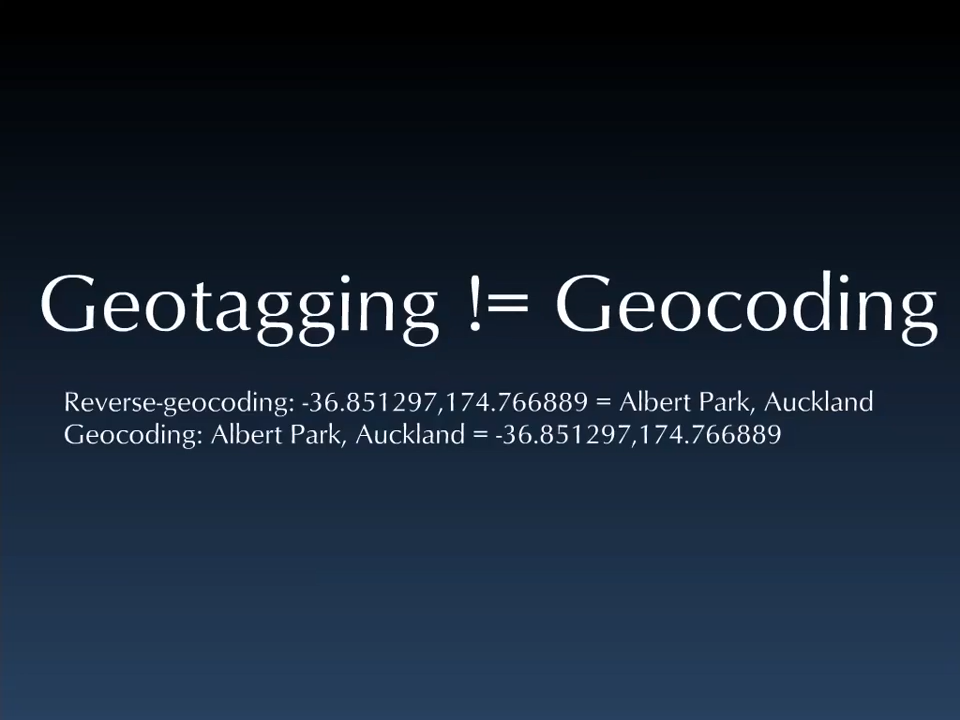 Geotagging != Geocoding
Reverse-geocoding: -36.851297,174.766889 = Albert Park, Auckland
Geocoding: Albert Park, Auckland = -36.851297,174.766889